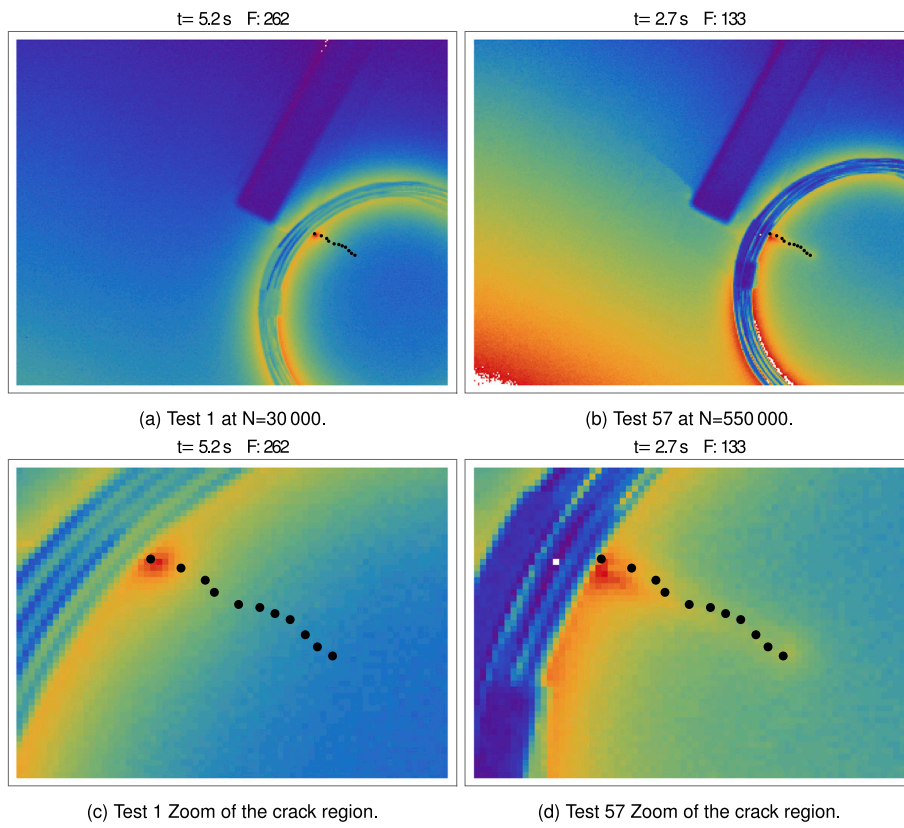 t= 5.2 s F: 262
t= 2.7 s F: 133
(a) Test 1 at N=30 000.
(b) Test 57 at N=550 000.
t= 5.2 s F: 262
t= 2.7 s F: 133
(c) Test 1 Zoom of the crack region.
(d) Test 57 Zoom of the crack region.